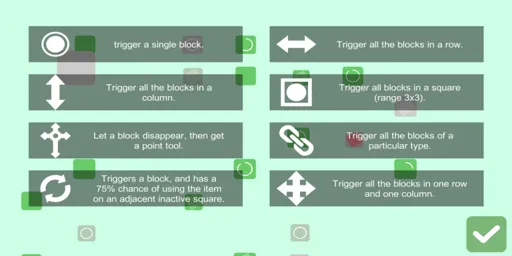 trigger a single block.
Trigger all the blocks in a
column.
Let a block disappear, then get
a point tool.
Triggers a block, and has a
75% chance of using the item
on an adjacent inactive square.
Trigger all the blocks in a row.
Trigger all blocks in a square
(range 3x3).
Trigger all the blocks of a
particular type.
Trigger all the blocks in one row
and one column.